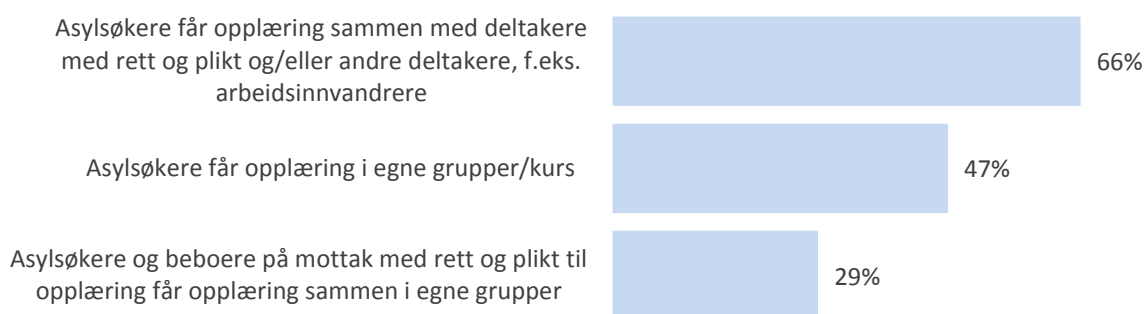 Asylsøkere får opplæring sammen med deltakere
med rett og plikt og/eller andre deltakere, f.eks.
arbeidsinnvandrere
66%
Asylsøkere får opplæring i egne grupper/kurs
47%
Asylsøkere og beboere på mottak med rett og plikt til
opplæring får opplæring sammen i egne grupper
29%